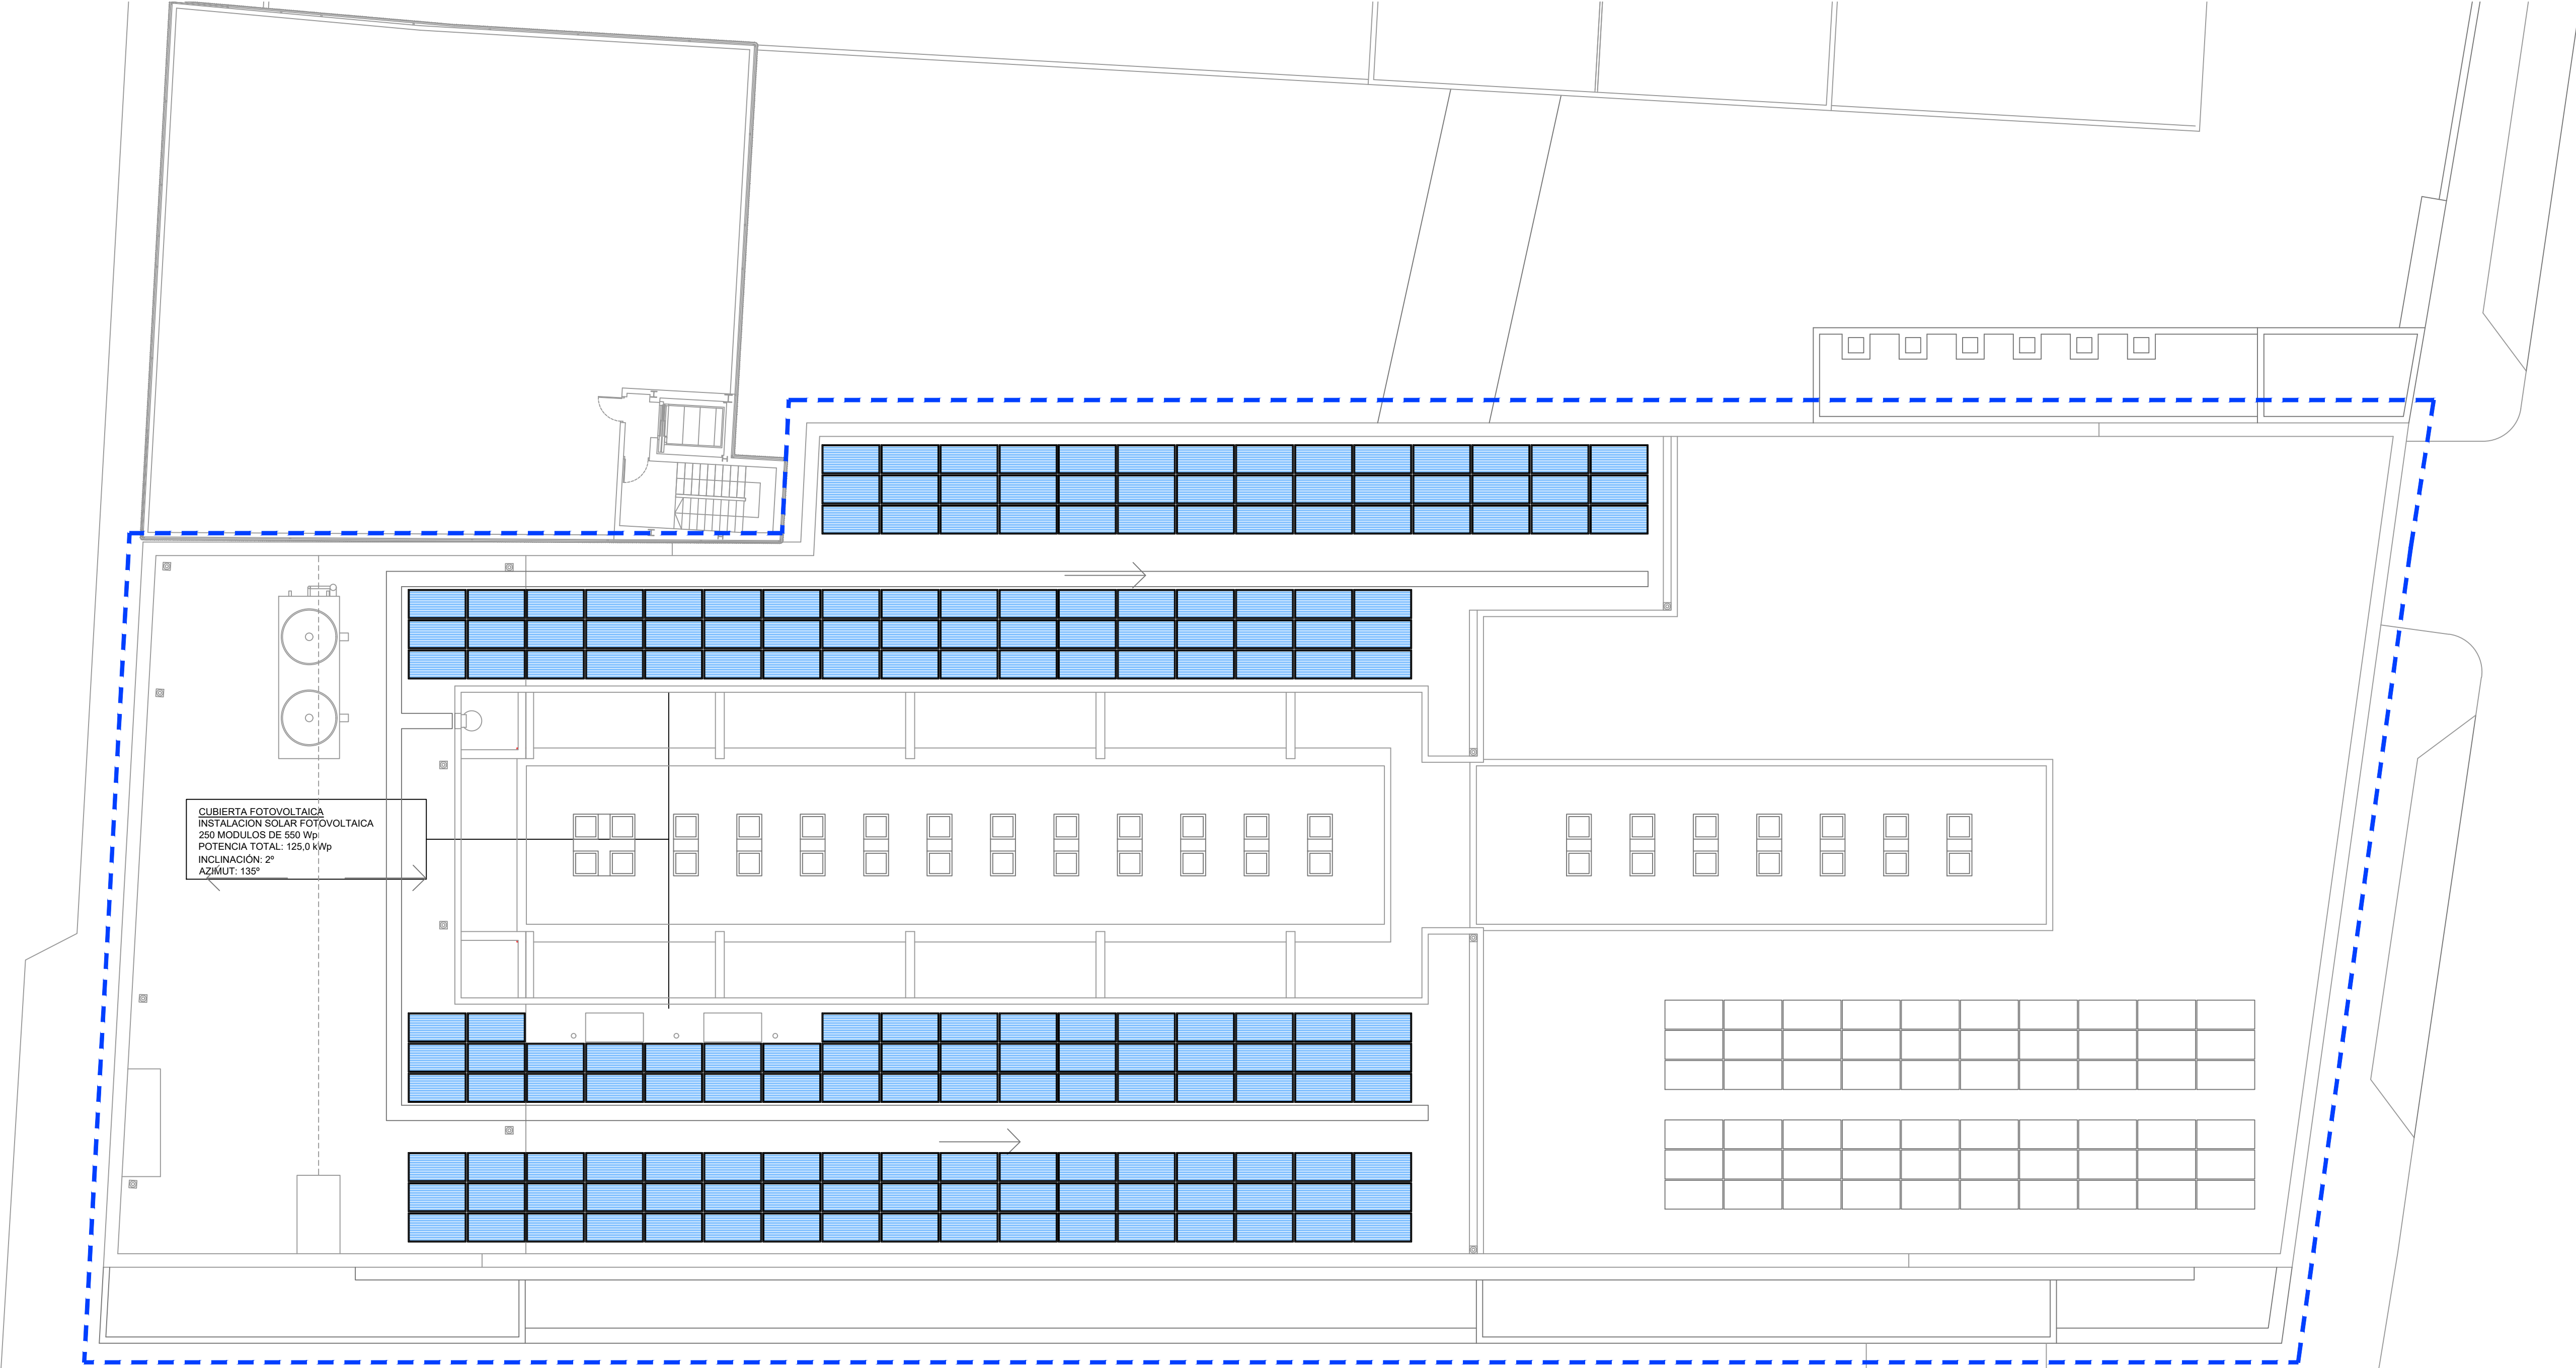 CUBIERTA FOTOVOLTAICA
INSTALACION SOLAR FOTOVOLTAICA
250 MODULOS DE 550 Wp
POTENCIA TOTAL: 125,0 kWp
INCLINACIÓN: 2º
AZIMUT: 135º